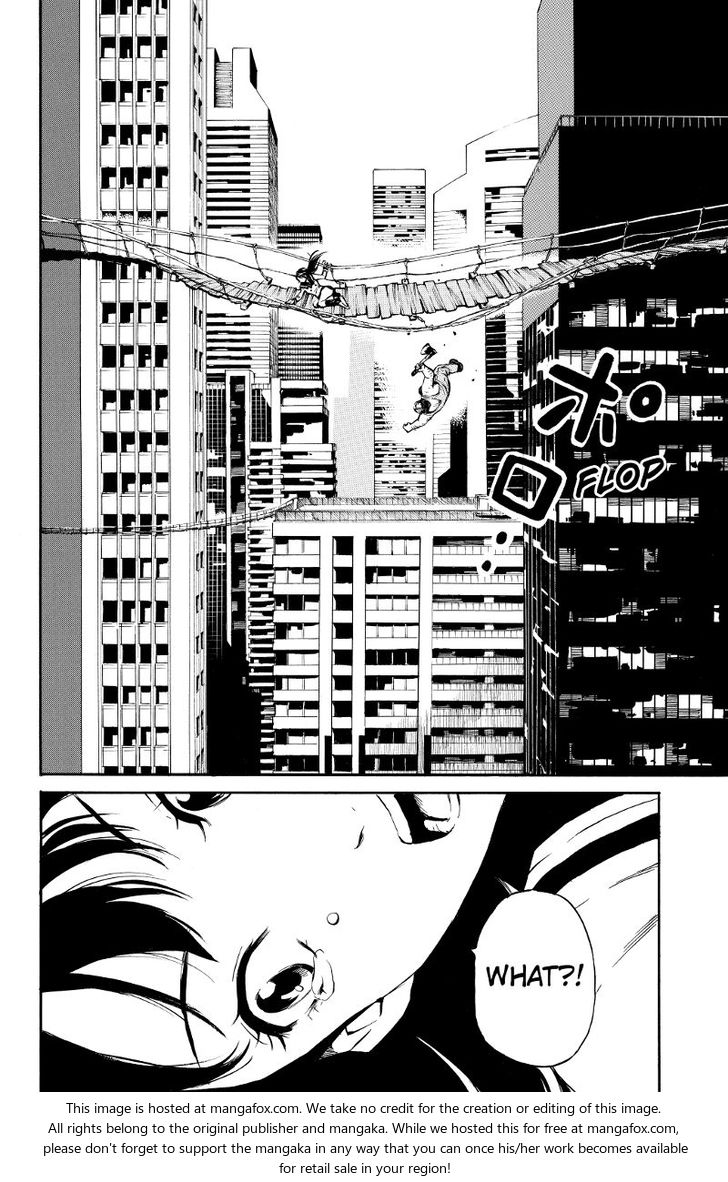 ポ
ロ
FLOP
WHAT?!
This image is hosted at mangafox.com. We take no credit for the creation or editing of this image.
All rights belong to the original publisher and mangaka. While we hosted this for free at mangafox.com,
please don't forget to support the mangaka in any way that you can once his/her work becomes available
for retail sale in your region!